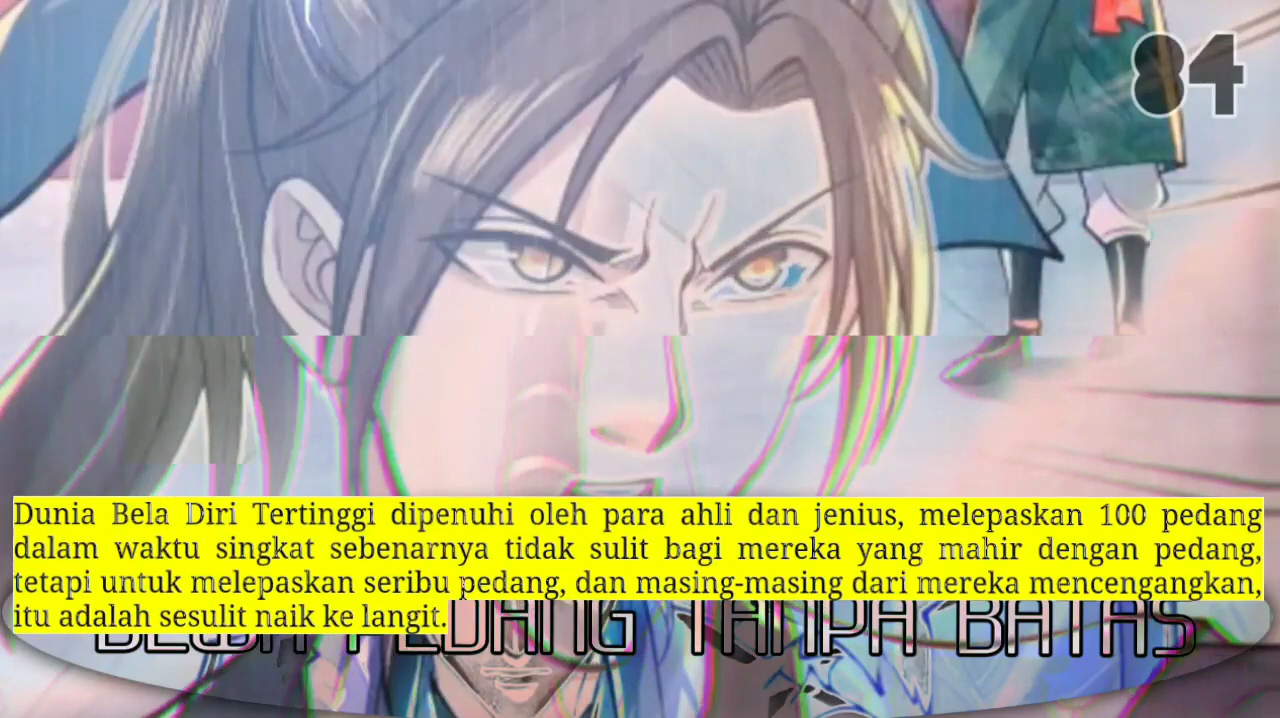 84
Dunia Bela Diri Tertinggi dipenuhi oleh para ahli dan jenius, melepaskan 100 pedang
dalam waktu singkat sebenarnya tidak sulit bagi mereka yang mahir dengan pedang,
tetapi untuk melepaskan seribu pedang, dan masing-masing dari mereka mencengangkan,
itu adalah sesulit naik ke langit.
DEWA PEDANG TANPA BATAS